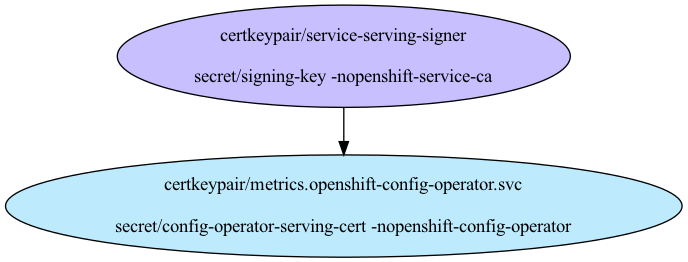 certkeypair/service-serving-signer
secret/signing-key -nopenshift-service-ca
certkeypair/metrics.openshift-config-operator.svc
secret/config-operator-serving-cert -nopenshift-config-operator